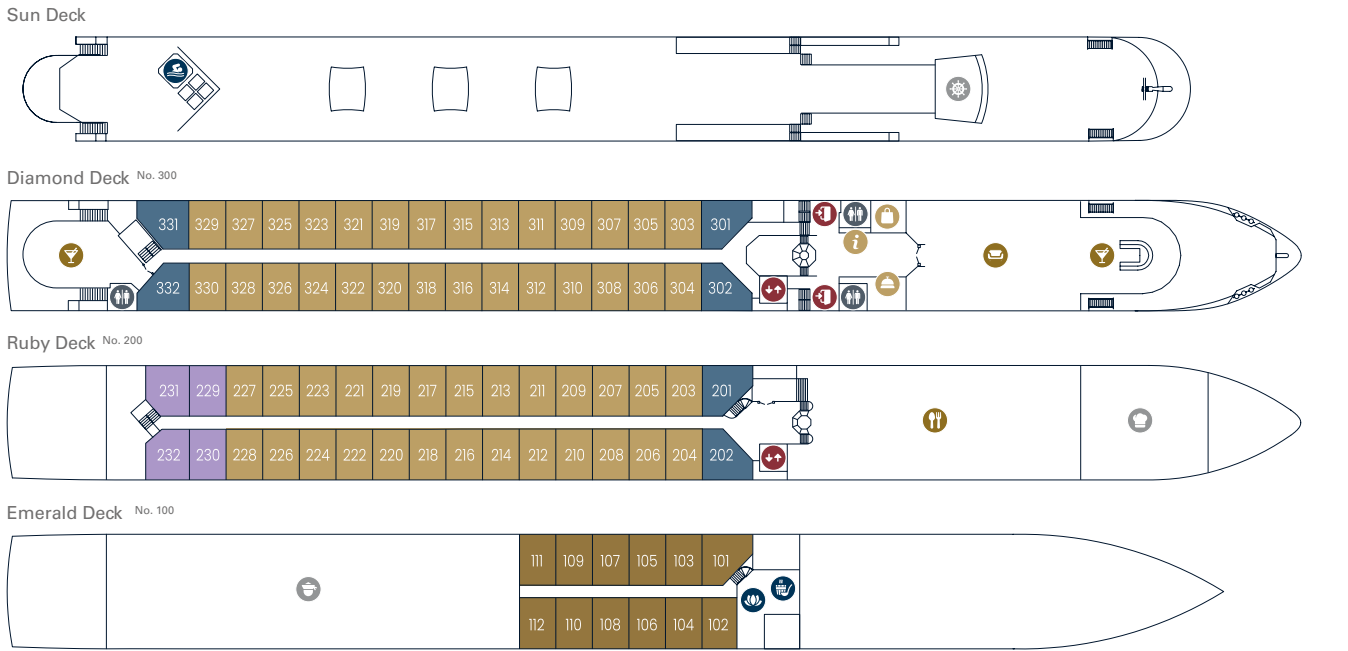 Sun Deck
Diamond Deck No. 300
331 329 327 325 323 321 319 317 315 313 311 309 307 305 303 301
i
332 330 328 326 324 322 320 318 316 314 312 310 308 306 304 302
Ruby Deck No. 200
231 229 227 225 223 221 219 217 215 213 211 209 207 205 203 201
232 230 228 226 224 222 220 218 216 214 212 210 208 206 204 202
Emerald Deck No. 100
111 109 107 105 103 101
112 110 108 106 104 102